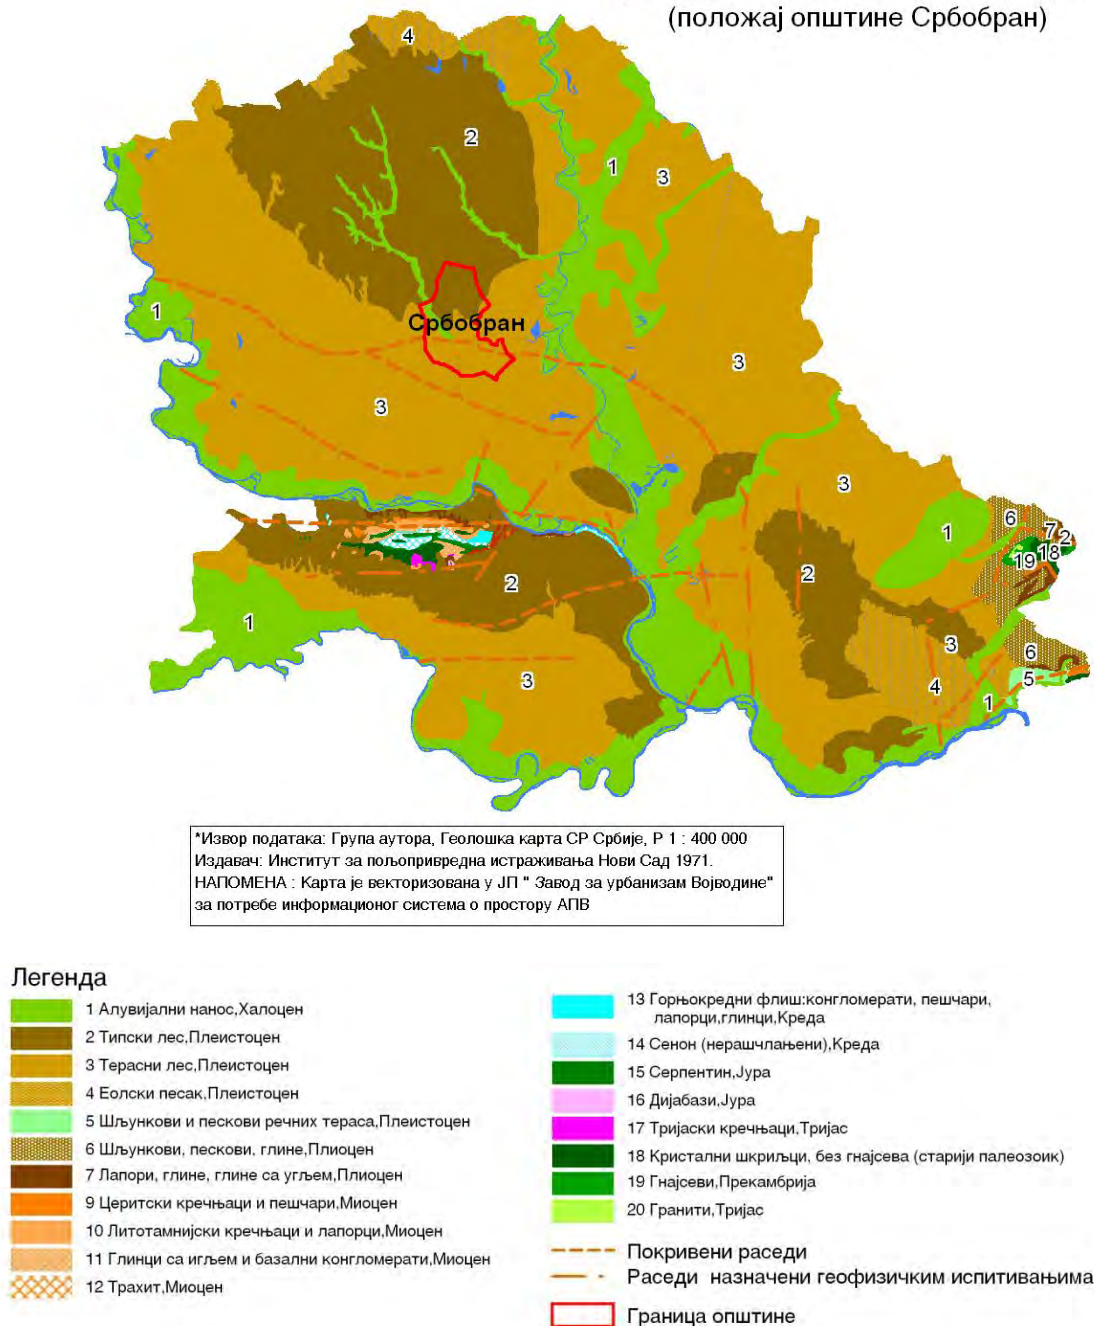 (положај општине Србобран)
4
2
1
3
1
Србобран
3
3
3
6
7
2
1
18
19
2
2
1
3
6
3
5
4
1
*Извор података: Група аутора, Геолошка карта СР Србије, Р 1 : 400 000
Издавач: Институт за пољопривредна истраживања Нови Сад 1971.
НАПОМЕНА : Карта је векторизована у ЈП " Завод за урбанизам Војводине"
за потребе информационог система о простору АПВ
Легенда
1 Алувијални нанос,Халоцен
2 Типски лес,Плеистоцен
3 Терасни лес,Плеистоцен
4 Еолски песак,Плеистоцен
5 Шљункови и пескови речних тераса,Плеистоцен
6 Шљункови, пескови, глине,Плиоцен
7 Лапори, глине, глине са угљем,Плиоцен
9 Церитски кречњаци и пешчари,Миоцен
10 Литотамнијски кречњаци и лапорци,Миоцен
11 Глинци са игљем и базални конгломерати,Миоцен
12 Трахит,Миоцен
13 Горњокредни флиш:конгломерати, пешчари,
лапорци,глинци,Креда
14 Сенон (нерашчлањени),Креда
15 Серпентин,Јура
16 Дијабази,Јура
17 Тријаски кречњаци,Тријас
18 Кристални шкриљци, без гнајсева (старији палеозоик)
19 Гнајсеви,Прекамбрија
20 Гранити,Тријас
Покривени раседи
Раседи назначени геофизичким испитивањима
Граница општине